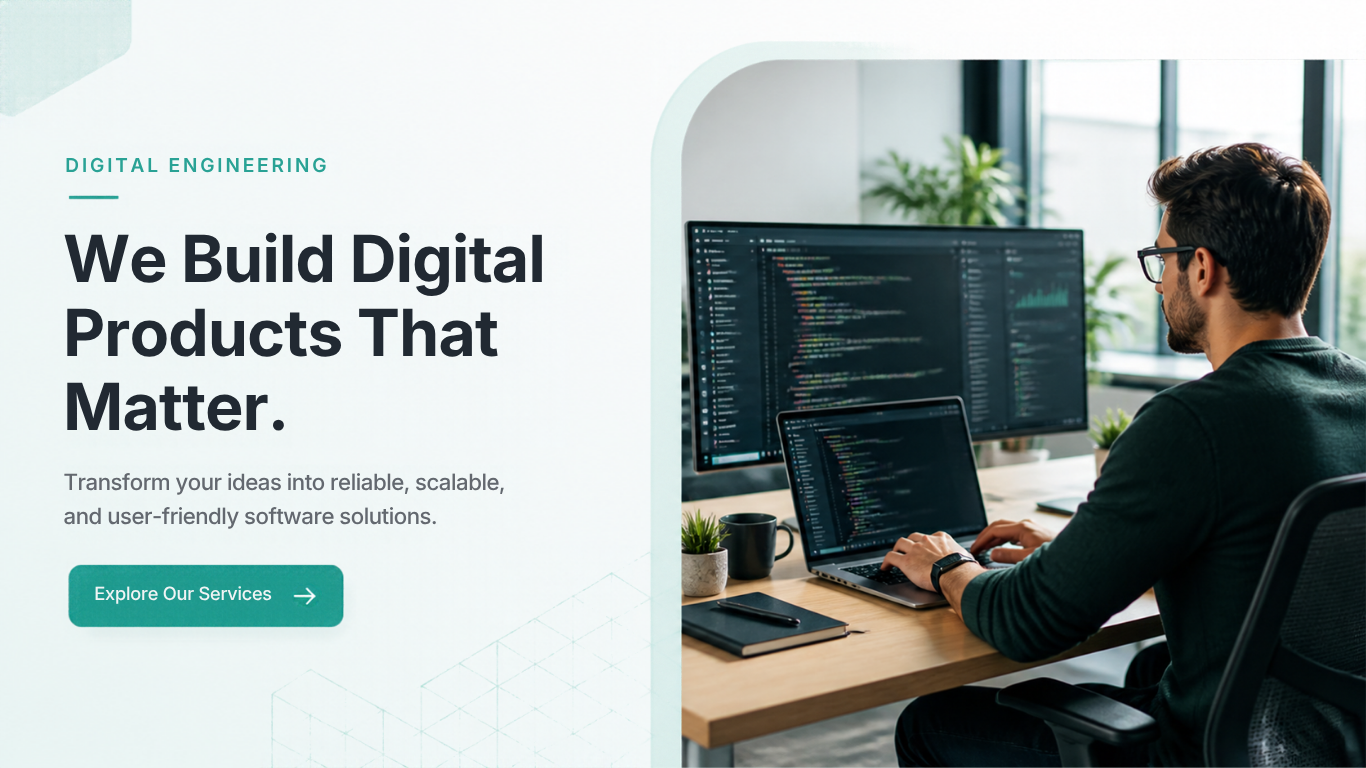 DIGITAL ENGINEERING
We Build Digital
Products That
Matter.
Transform your ideas into reliable, scalable,
and user-friendly software solutions.
Explore Our Services